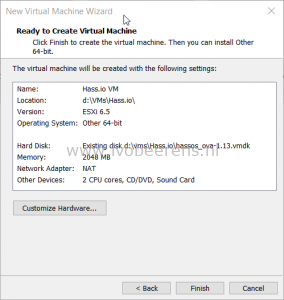 New Virtual Machine Wizard
Ready to Create Virtual Machine
Click Finish to create the virtual machine. Then you can install Other
64-bit.
The virtual machine will be created with the following settings:
Name: Hass.io VM
Location: d:\VMs\Hass.io\
Version: ESXi 6.5
Operating System: Other 64-bit
Hard Disk: Existing disk d:\vms\Hass.io\hassos_ova-1.13.vmdk
Memory: 2048 MB
Network Adapter: NAT
Other Devices: 2 CPU cores, CD/DVD, Sound Card
www.ivobeerens.nl
Customize Hardware...
< Back Finish Cancel